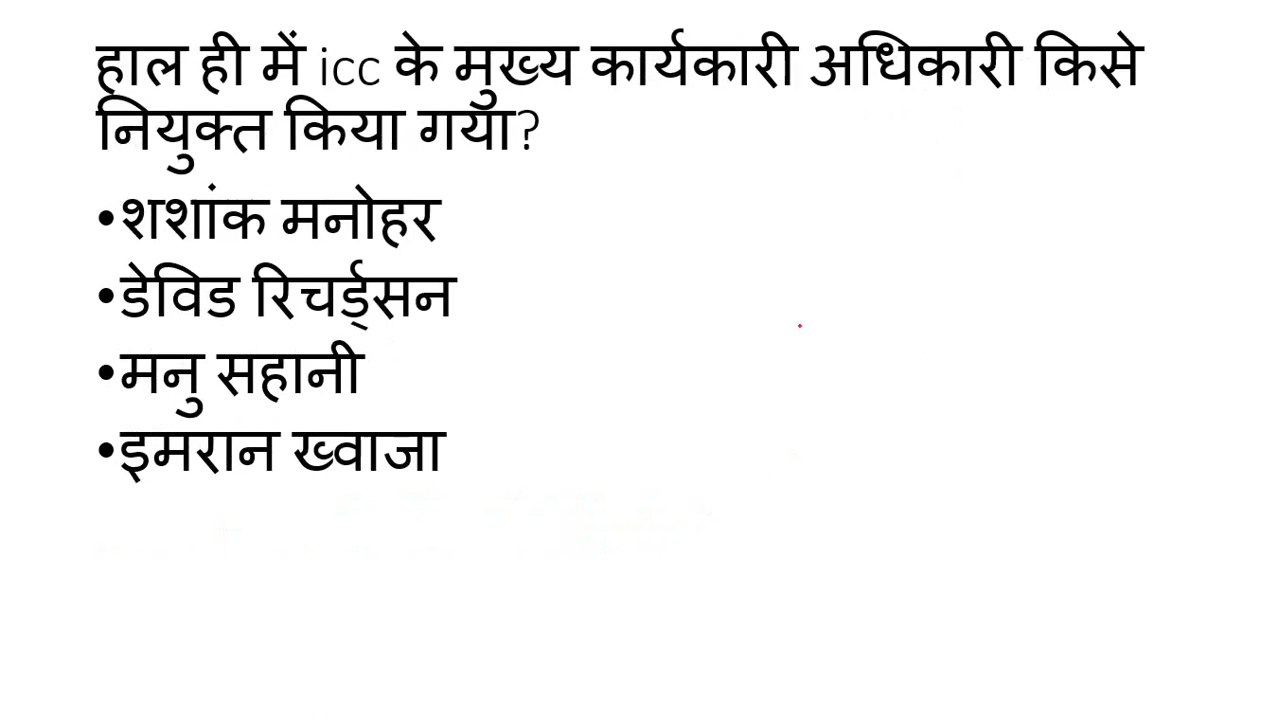 हाल ही में icc के मुख्य कार्यकारी अधिकारी किसे
नियुक्त किया गया?
•शशांक मनोहर
•डेविड रिचर्ड्सन
•मनु सहानी
•इमरान ख्वाजा